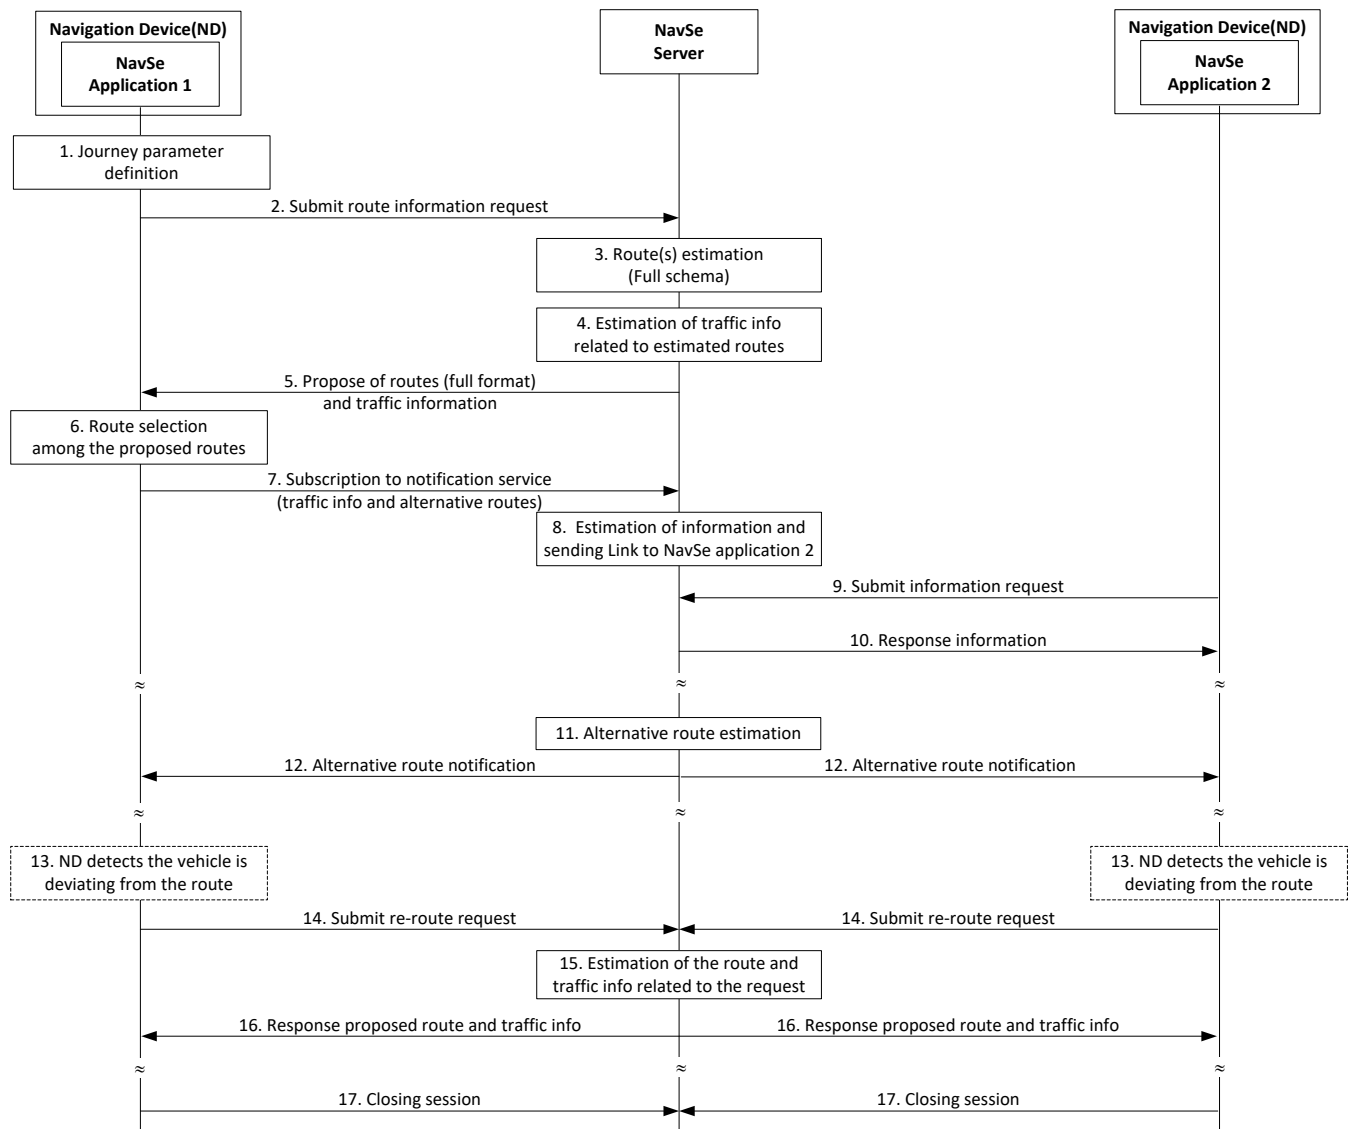 Navigation Device(ND)
NavSe
Application 1
NavSe
Server
Navigation Device(ND)
NavSe
Application 2
1. Journey parameter
definition
2. Submit route information request
3. Route(s) estimation
(Full schema)
4. Estimation of traffic info
related to estimated routes
5. Propose of routes (full format)
and traffic information
6. Route selection
among the proposed routes
7. Subscription to notification service
(traffic info and alternative routes)
8. Estimation of information and
sending Link to NavSe application 2
9. Submit information request
10. Response information
≈ ≈ ≈
11. Alternative route estimation
12. Alternative route notification
12. Alternative route notification
≈ ≈ ≈
13. ND detects the vehicle is
deviating from the route
13. ND detects the vehicle is
deviating from the route
14. Submit re-route request
14. Submit re-route request
15. Estimation of the route and
traffic info related to the request
16. Response proposed route and traffic info
16. Response proposed route and traffic info
≈ ≈ ≈
17. Closing session
17. Closing session